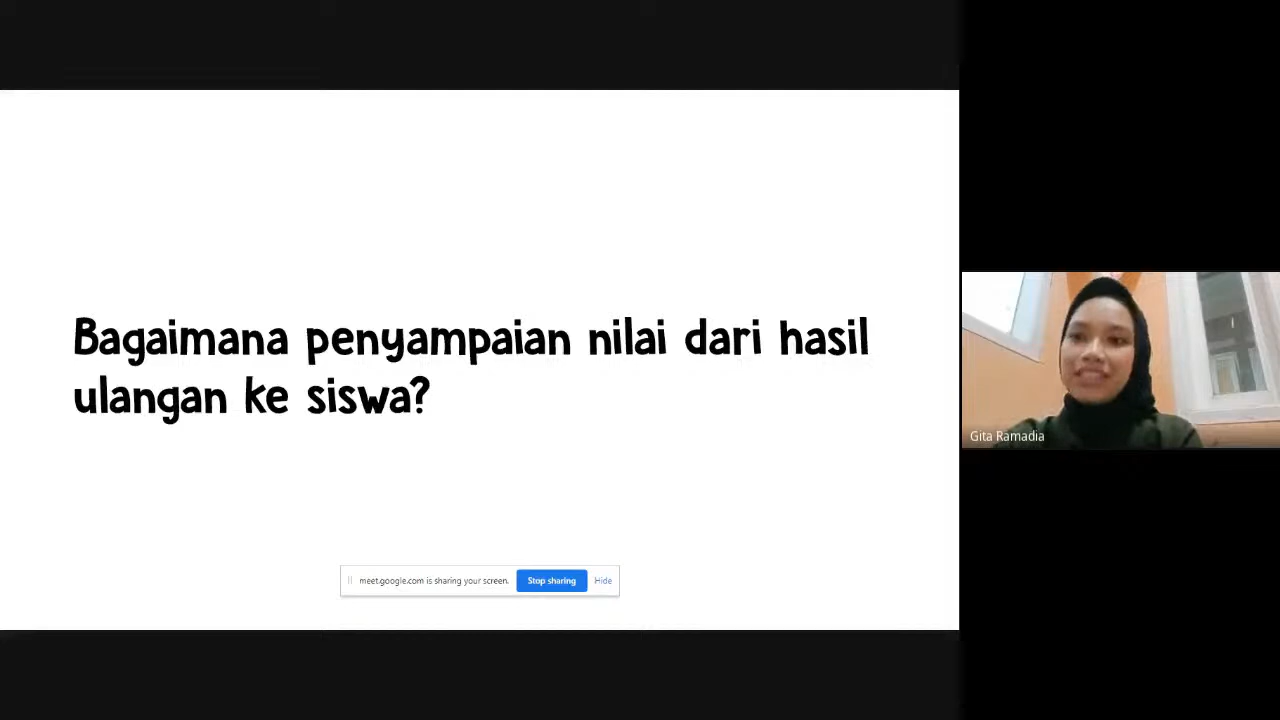 Bagaimana penyampaian nilai dari hasil
ulangan ke siswa?
Gita Ramadia
meet.google.com is sharing your screen. Stop sharing Hide